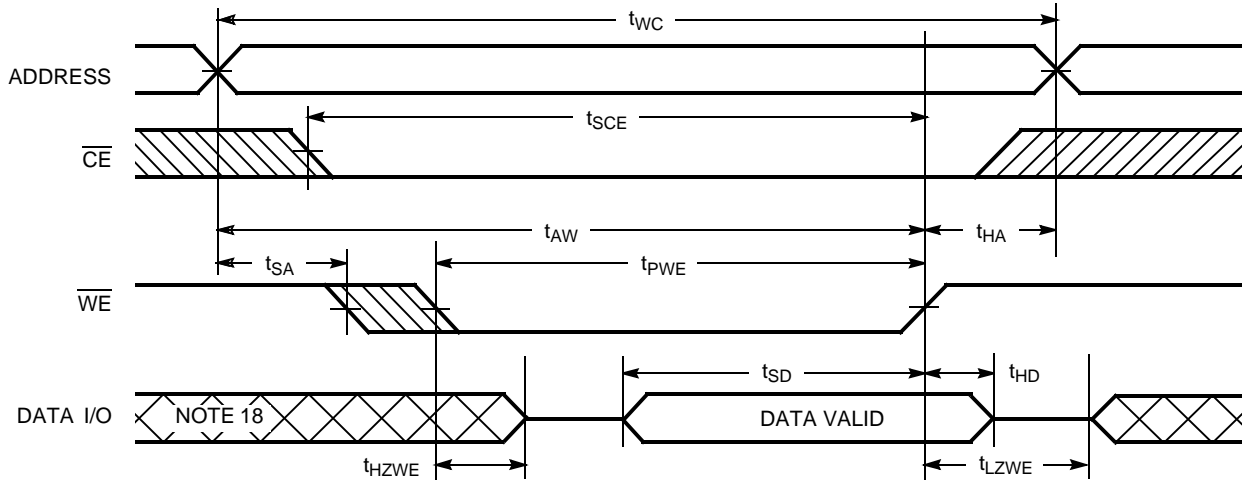 tWC
ADDRESS
tSCE
CE
tAW
tHA
tSA
tPWE
WE
tSD
tHD
DATA I/O
NOTE 18
DATA VALID
tHZWE
tLZWE